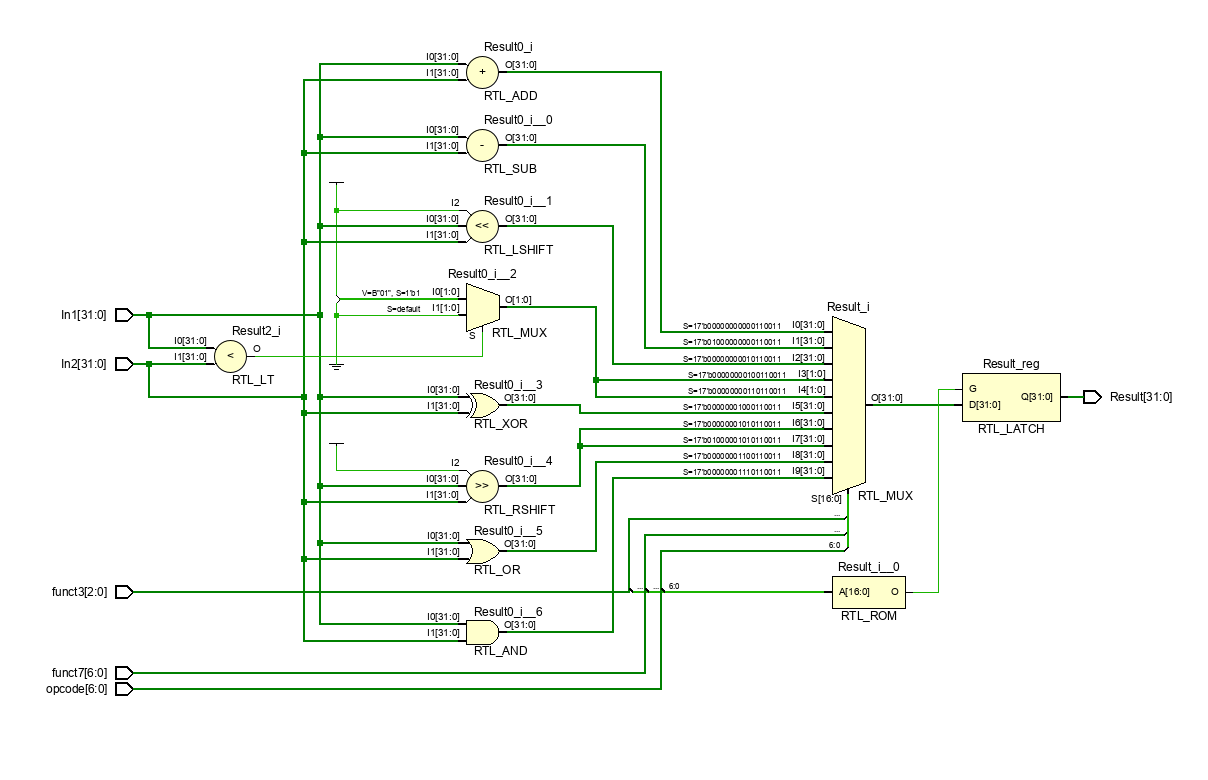 Result0_i
I0[31:0]
I1[31:0]
+
O[31:0]
RTL_ADD
Result0_i__0
I0[31:0]
I1[31:0]
-
O[31:0]
RTL_SUB
Result0_i__1
I2
I0[31:0]
I1[31:0]
<<
O[31:0]
RTL_LSHIFT
Result0_i__2
V=B"01", S=1'b1
I0[1:0]
S=default
I1[1:0]
O[1:0]
S
RTL_MUX
In1[31:0]
In2[31:0]
Result2_i
I0[31:0]
I1[31:0]
<
O
RTL_LT
Result0_i__3
I0[31:0]
I1[31:0]
O[31:0]
RTL_XOR
Result0_i__4
I2
I0[31:0]
I1[31:0]
>>
O[31:0]
RTL_RSHIFT
Result0_i__5
I0[31:0]
I1[31:0]
O[31:0]
RTL_OR
Result0_i__6
I0[31:0]
I1[31:0]
O[31:0]
RTL_AND
funct3[2:0]
funct7[6:0]
opcode[6:0]
Result_i
S=17'b00000000000110011 I0[31:0]
S=17'b01000000000110011 I1[31:0]
S=17'b00000000010110011 I2[31:0]
S=17'b00000000100110011 I3[1:0]
S=17'b00000000110110011 I4[1:0]
S=17'b00000001000110011 I5[31:0]
S=17'b00000001010110011 I6[31:0]
S=17'b01000001010110011 I7[31:0]
S=17'b00000001100110011 I8[31:0]
S=17'b00000001110110011 I9[31:0]
O[31:0]
S[16:0]
RTL_MUX
...
...
6:0
... ... 6:0
Result_i__0
A[16:0]
O
RTL_ROM
Result_reg
G
D[31:0]
Q[31:0]
RTL_LATCH
Result[31:0]